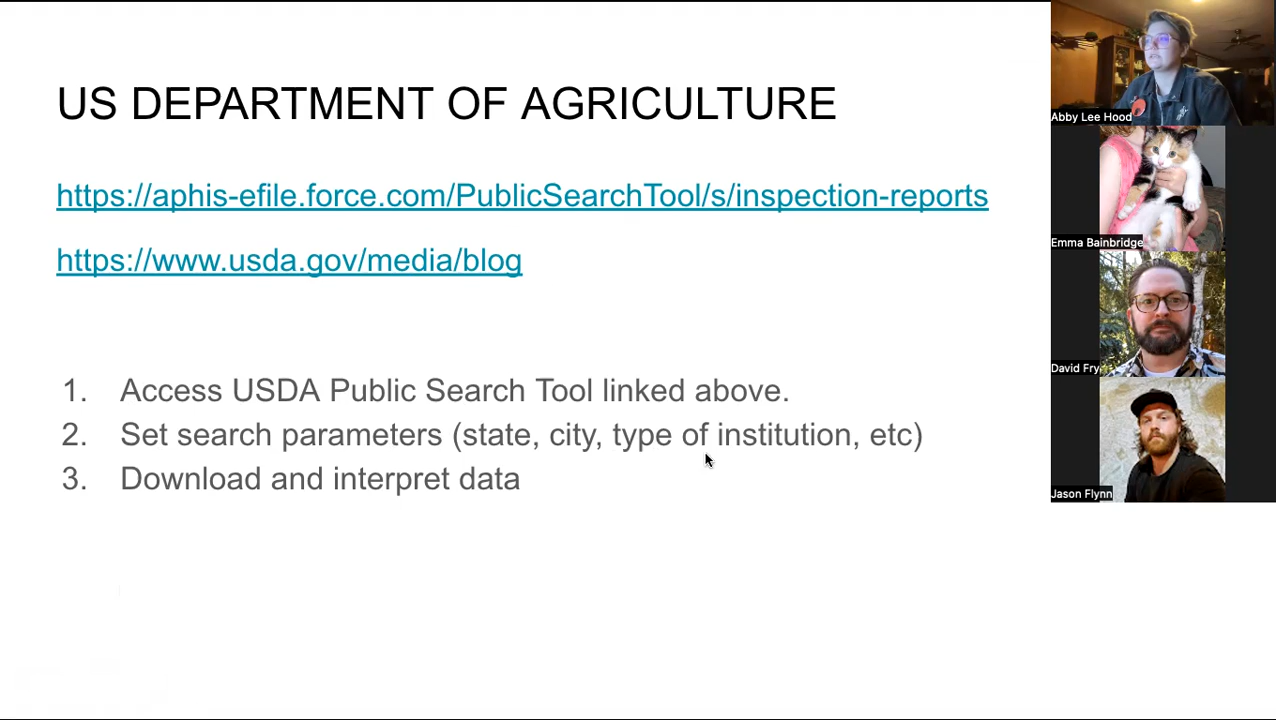 US DEPARTMENT OF AGRICULTURE
https://aphis-efile.force.com/PublicSearchTool/s/inspection-reports
https://www.usda.gov/media/blog
1. Access USDA Public Search Tool linked above.
2. Set search parameters (state, city, type of institution, etc)
3. Download and interpret data
Abby Lee Hood
Emma Bainbridge
David Fry
Jason Flynn